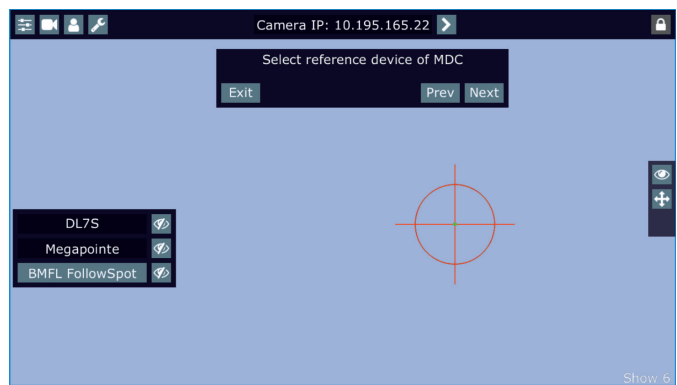 Camera IP: 10.195.165.22
Select reference device of MDC
Exit Prev Next
DL7S
Megapointe
BMFL FollowSpot
Show 6